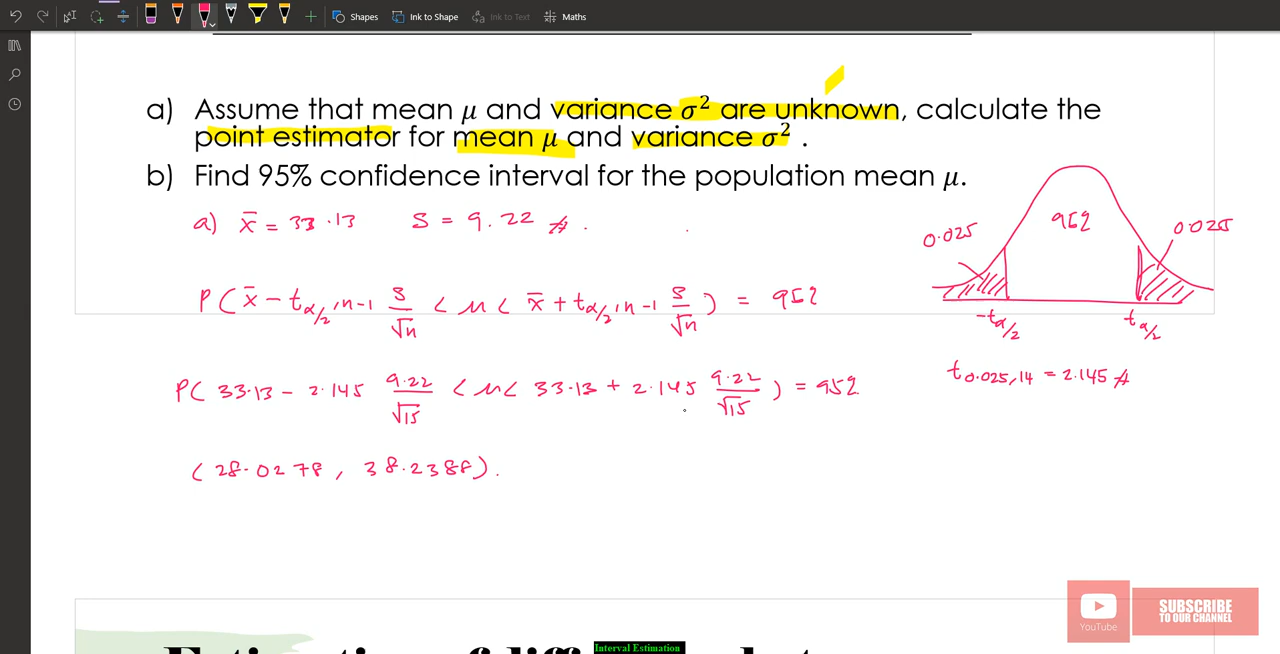 Shapes Ink to Shape Ink to Text Maths
a) Assume that mean μ and variance σ² are unknown, calculate the
point estimator for mean μ and variance σ² .
b) Find 95% confidence interval for the population mean μ.
a) x̄ = 33.13 S = 9.22 .
0.025 95% 0.025
P( x̄ - tα/2, n-1 S/√n < μ < x̄ + tα/2, n-1 S/√n ) = 95%
-tα/2 tα/2
t0.025, 14 = 2.145
P( 33.13 - 2.145 9.22/√15 < μ < 33.13 + 2.145 9.22/√15 ) = 95%
( 28.0278, 38.2388).
YouTube
SUBSCRIBE
TO OUR CHANNEL
Interval Estimation